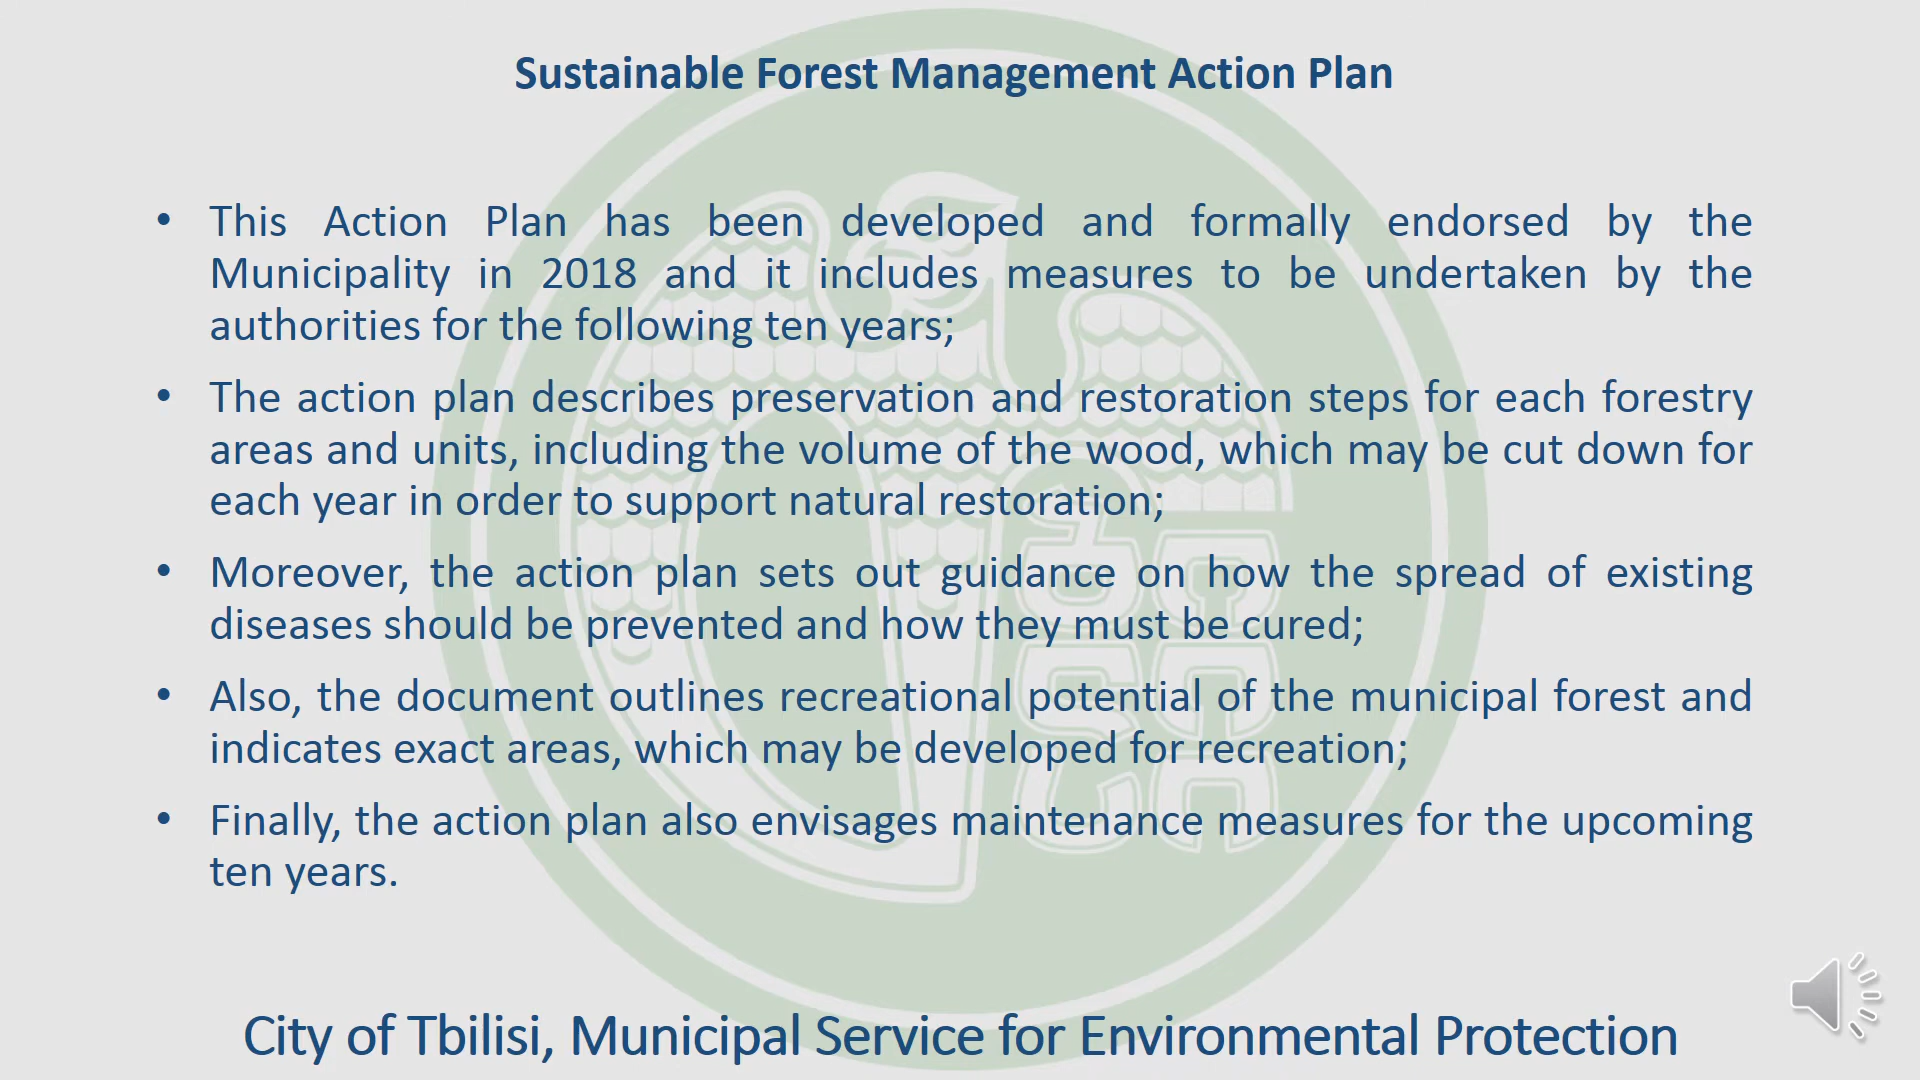 Sustainable Forest Management Action Plan
• This Action Plan has been developed and formally endorsed by the
Municipality in 2018 and it includes measures to be undertaken by the
authorities for the following ten years;
• The action plan describes preservation and restoration steps for each forestry
areas and units, including the volume of the wood, which may be cut down for
each year in order to support natural restoration;
• Moreover, the action plan sets out guidance on how the spread of existing
diseases should be prevented and how they must be cured;
• Also, the document outlines recreational potential of the municipal forest and
indicates exact areas, which may be developed for recreation;
• Finally, the action plan also envisages maintenance measures for the upcoming
ten years.
City of Tbilisi, Municipal Service for Environmental Protection